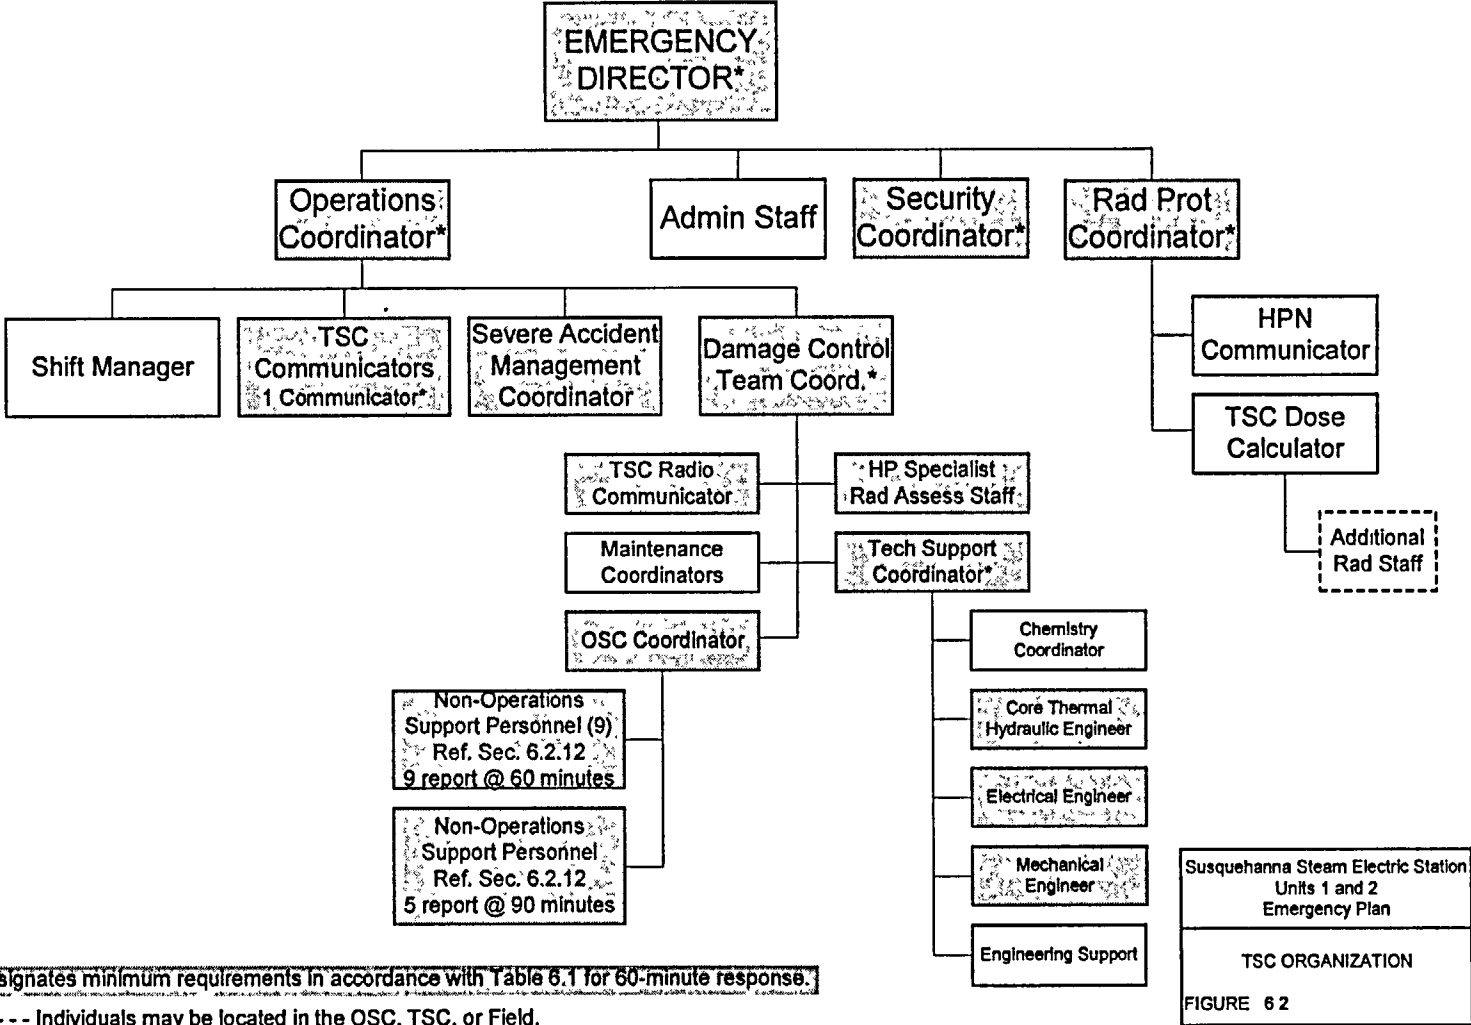 EMERGENCY
DIRECTOR*
Operations
Coordinator*
Admin Staff
Security
Coordinator*
Rad Prot
Coordinator*
Shift Manager
TSC
Communicators
1 Communicator*
Severe Accident
Management
Coordinator
Damage Control
Team Coord.*
HPN
Communicator
TSC Dose
Calculator
Additional
Rad Staff
TSC Radio
Communicator
HP Specialist
Rad Assess Staff
Maintenance
Coordinators
Tech Support
Coordinator*
OSC Coordinator
Chemistry
Coordinator
Core Thermal
Hydraulic Engineer
Electrical Engineer
Mechanical
Engineer
Engineering Support
Non-Operations
Support Personnel (9)
Ref. Sec. 6.2.12
9 report @ 60 minutes
Non-Operations
Support Personnel
Ref. Sec. 6.2.12
5 report @ 90 minutes
signates minimum requirements in accordance with Table 6.1 for 60-minute response.
- - - Individuals may be located in the OSC, TSC, or Field.
Susquehanna Steam Electric Station
Units 1 and 2
Emergency Plan
TSC ORGANIZATION
FIGURE 6 2